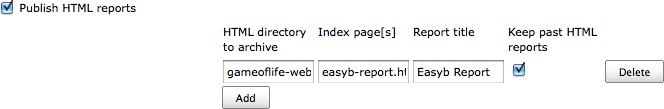 Publish HTML reports
HTML directory to archive Index page[s] Report title Keep past HTML reports
gameoflife-web easyb-report.ht Easyb Report Delete
Add